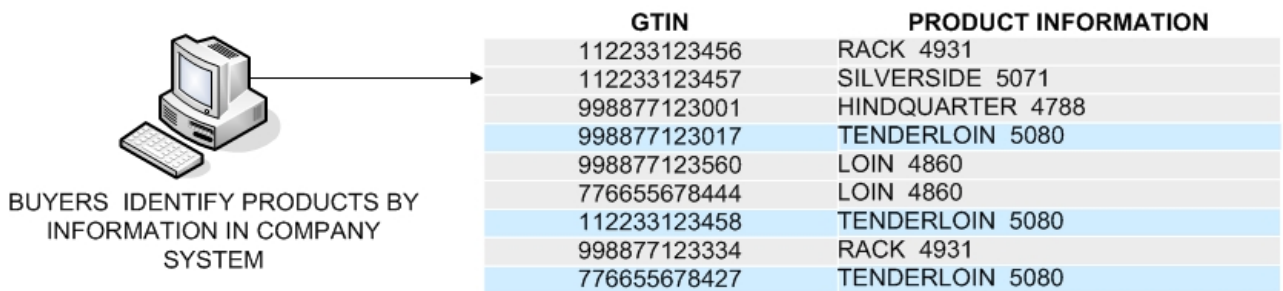 GTIN PRODUCT INFORMATION
112233123456 RACK 4931
112233123457 SILVERSIDE 5071
998877123001 HINDQUARTER 4788
998877123017 TENDERLOIN 5080
998877123560 LOIN 4860
776655678444 LOIN 4860
112233123458 TENDERLOIN 5080
998877123334 RACK 4931
776655678427 TENDERLOIN 5080
BUYERS IDENTIFY PRODUCTS BY
INFORMATION IN COMPANY
SYSTEM